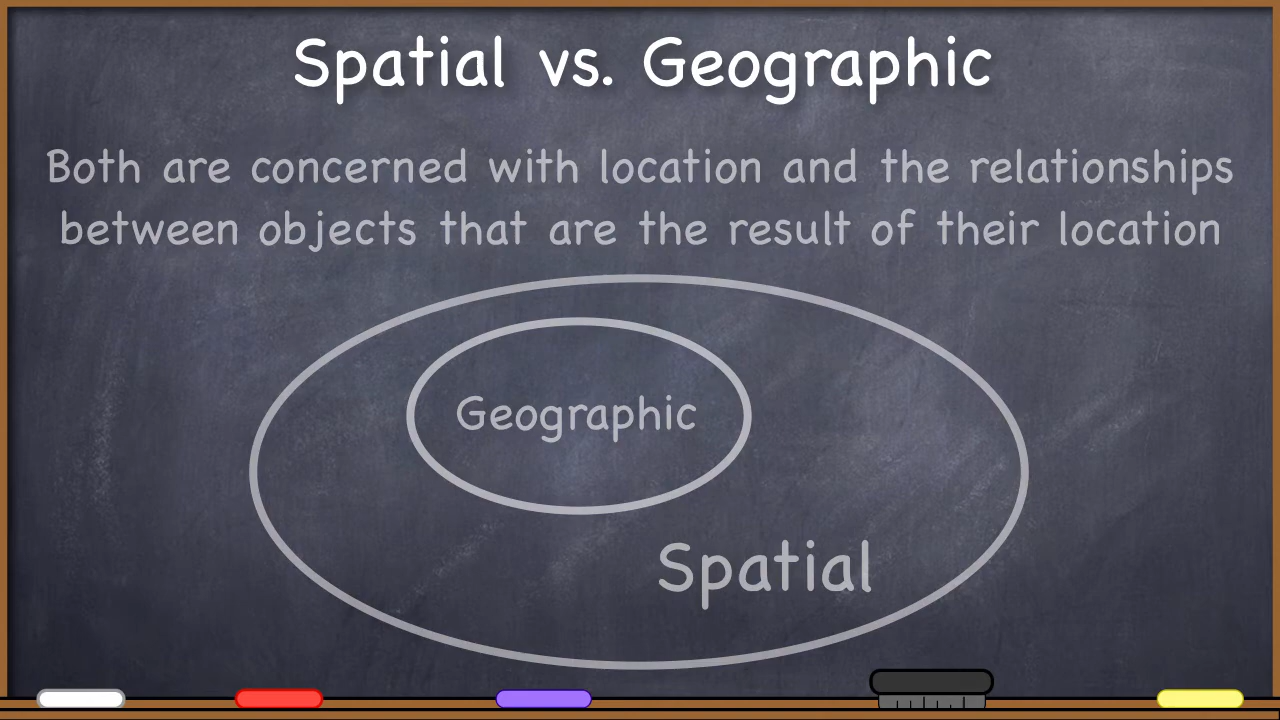 Spatial vs. Geographic
Both are concerned with location and the relationships
between objects that are the result of their location
Geographic
Spatial